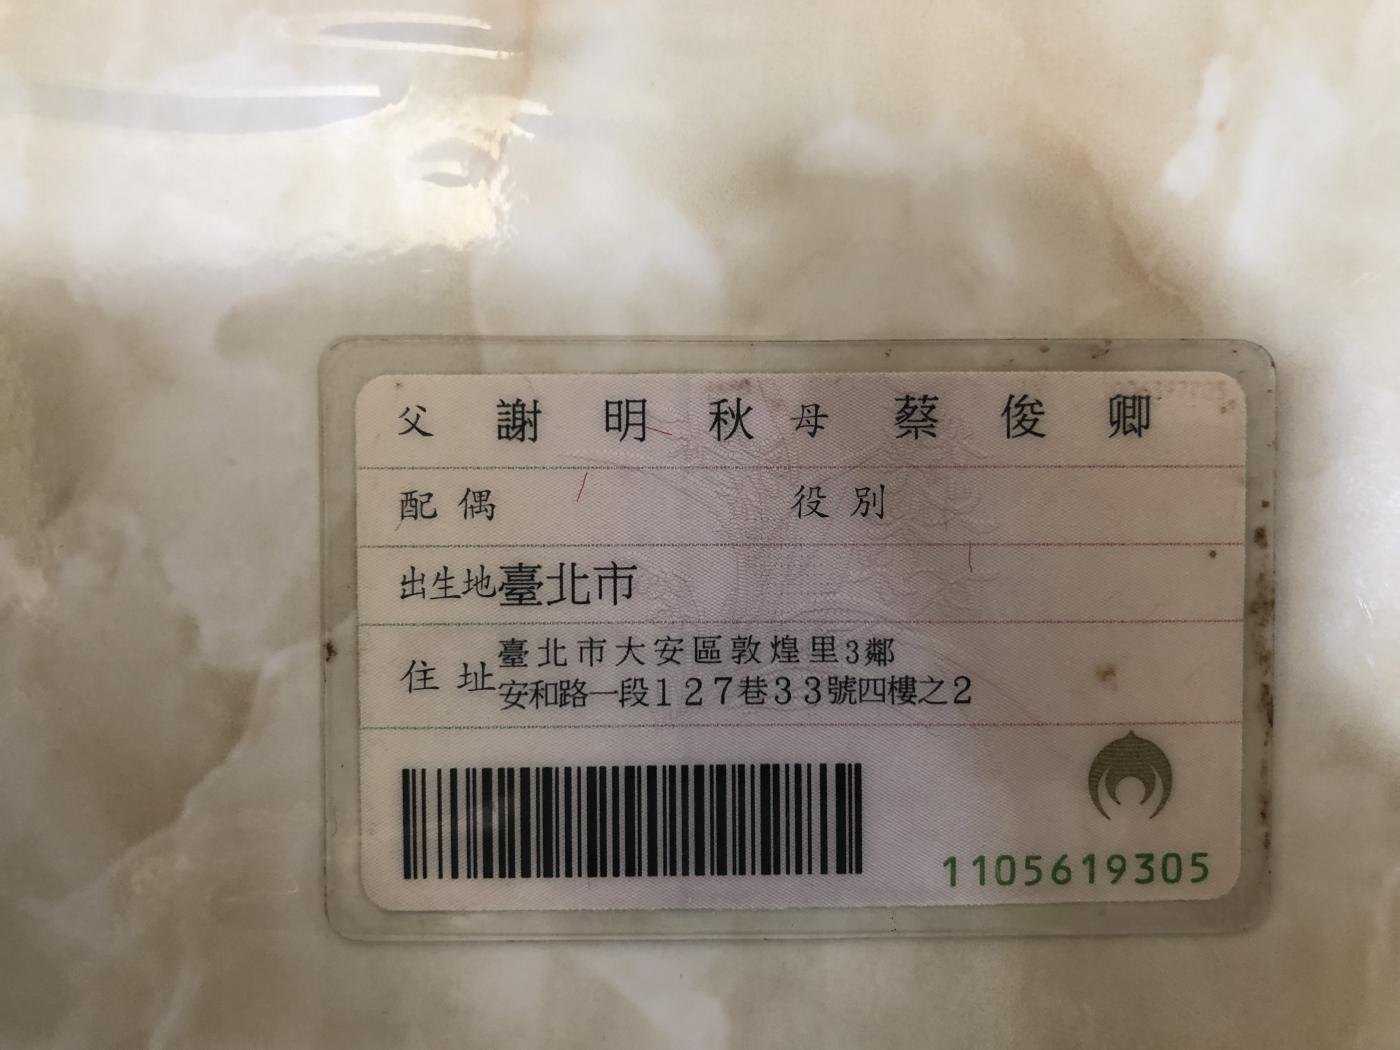 父 謝明秋 母 蔡俊卿
配偶 役別
出生地 臺北市
住址 臺北市大安區敦煌里3鄰
安和路一段127巷33號四樓之2
1105619305